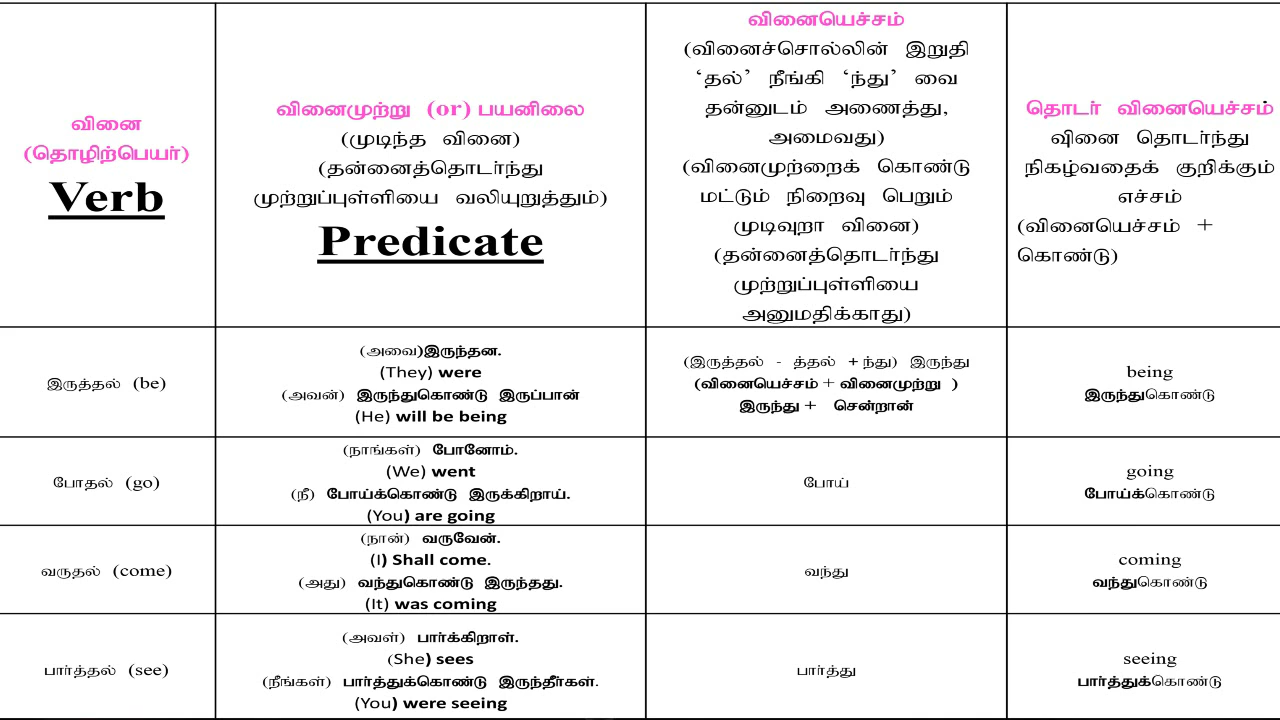 வினை
(தொழிற்பெயர்)
Verb
வினைமுற்று (or) பயனிலை
(முடிந்த வினை)
(தன்னைத்தொடர்ந்து
முற்றுப்புள்ளியை வலியுறுத்தும்)
Predicate
வினையெச்சம்
(வினைச்சொல்லின் இறுதி
‘தல்’ நீங்கி ‘ந்து’ வை
தன்னுடம் அணைத்து,
அமைவது)
(வினைமுற்றைக் கொண்டு
மட்டும் நிறைவு பெறும்
முடிவுறா வினை)
(தன்னைத்தொடர்ந்து
முற்றுப்புள்ளியை
அனுமதிக்காது)
தொடர் வினையெச்சம்
வினை தொடர்ந்து
நிகழ்வதைக் குறிக்கும்
எச்சம்
(வினையெச்சம் +
கொண்டு)
இருத்தல் (be)
(அவை)இருந்தன.
(They) were
(அவன்) இருந்துகொண்டு இருப்பான்
(He) will be being
(இருத்தல் - த்தல் +ந்து) இருந்து
(வினையெச்சம் + வினைமுற்று )
இருந்து + சென்றான்
being
இருந்துகொண்டு
போதல் (go)
(நாங்கள்) போனோம்.
(We) went
(நீ) போய்க்கொண்டு இருக்கிறாய்.
(You) are going
போய்
going
போய்க்கொண்டு
வருதல் (come)
(நான்) வருவேன்.
(I) Shall come.
(அது) வந்துகொண்டு இருந்தது.
(It) was coming
வந்து
coming
வந்துகொண்டு
பார்த்தல் (see)
(அவள்) பார்க்கிறாள்.
(She) sees
(நீங்கள்) பார்த்துக்கொண்டு இருந்தீர்கள்.
(You) were seeing
பார்த்து
seeing
பார்த்துக்கொண்டு